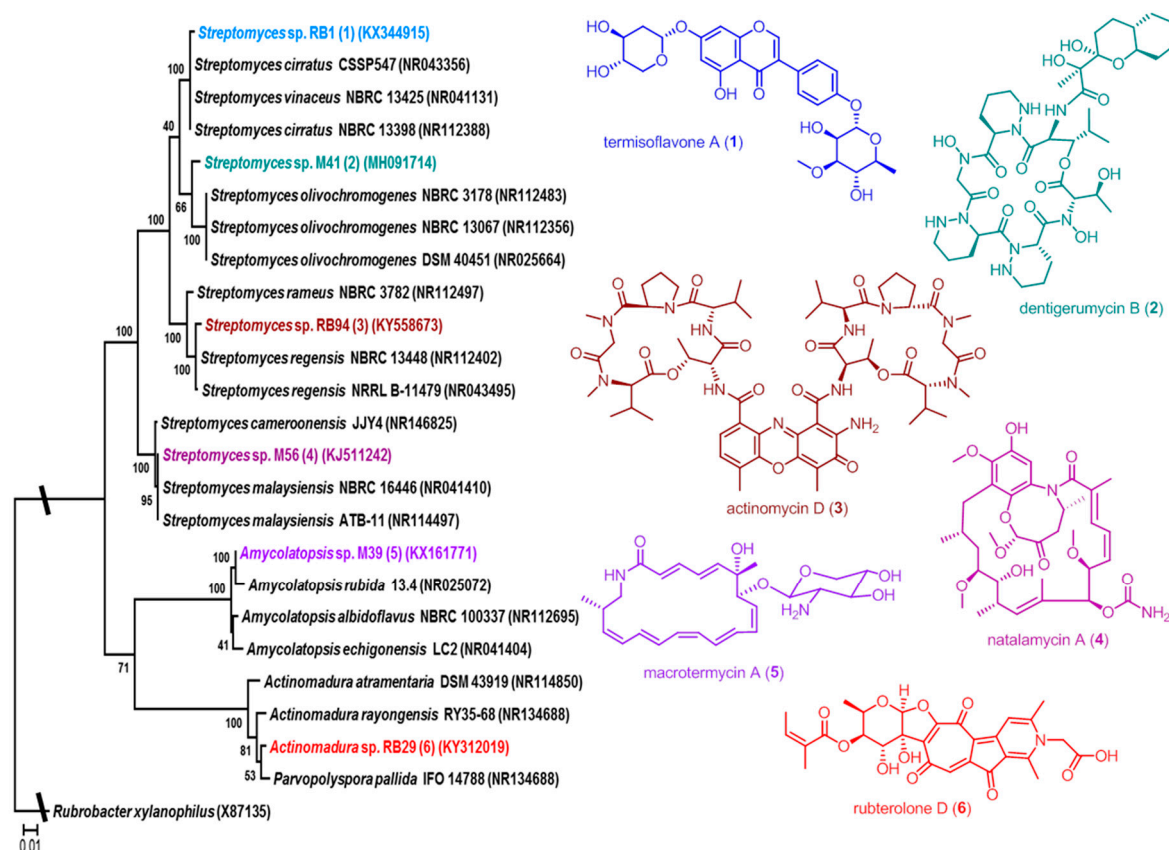 Streptomyces sp. RB1 (1) (KX344915)
Streptomyces cirratus CSSP547 (NR043356)
Streptomyces vinaceus NBRC 13425 (NR041131)
Streptomyces cirratus NBRC 13398 (NR112388)
Streptomyces sp. M41 (2) (MH091714)
Streptomyces olivochromogenes NBRC 3178 (NR112483)
Streptomyces olivochromogenes NBRC 13067 (NR112356)
Streptomyces olivochromogenes DSM 40451 (NR025664)
Streptomyces rameus NBRC 3782 (NR112497)
Streptomyces sp. RB94 (3) (KY558673)
Streptomyces regensis NBRC 13448 (NR112402)
Streptomyces regensis NRRL B-11479 (NR043495)
Streptomyces cameroonensis JJY4 (NR146825)
Streptomyces sp. M56 (4) (KJ511242)
Streptomyces malaysiensis NBRC 16446 (NR041410)
Streptomyces malaysiensis ATB-11 (NR114497)
Amycolatopsis sp. M39 (5) (KX161771)
Amycolatopsis rubida 13.4 (NR025072)
Amycolatopsis albidoflavus NBRC 100337 (NR112695)
Amycolatopsis echigonensis LC2 (NR041404)
Actinomadura atramentaria DSM 43919 (NR114850)
Actinomadura rayongensis RY35-68 (NR134688)
Actinomadura sp. RB29 (6) (KY312019)
Parvopolyspora pallida IFO 14788 (NR134688)
Rubrobacter xylanophilus (X87135)
0.01
100
40
66
100
100
100
100
100
100
95
100
100
41
71
100
81
53
termisoflavone A (1)
dentigerumycin B (2)
actinomycin D (3)
natalamycin A (4)
macrotermycin A (5)
rubterolone D (6)